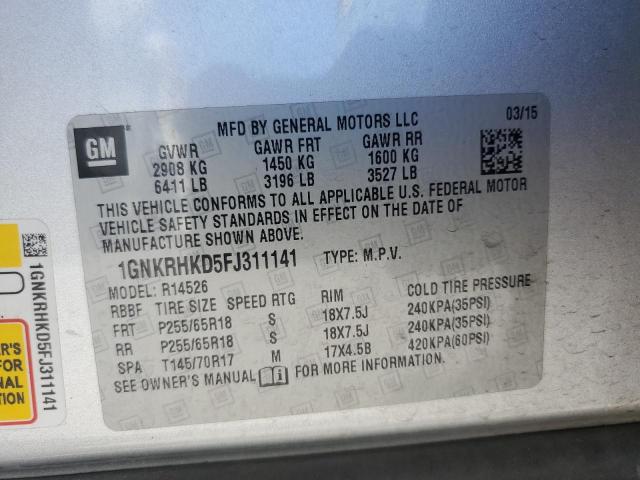 GM
MFD BY GENERAL MOTORS LLC
03/15
GVWR GAWR FRT GAWR RR
2908 KG 1450 KG 1600 KG
6411 LB 3196 LB 3527 LB
THIS VEHICLE CONFORMS TO ALL APPLICABLE U.S. FEDERAL MOTOR
VEHICLE SAFETY STANDARDS IN EFFECT ON THE DATE OF
MANUFACTURE SHOWN ABOVE.
1GNKRHKD5FJ311141 TYPE: M.P.V.
MODEL: R14526
RBBF TIRE SIZE SPEED RTG RIM COLD TIRE PRESSURE
FRT P255/65R18 S 18X7.5J 240KPA(35PSI)
RR P255/65R18 S 18X7.5J 240KPA(35PSI)
SPA T145/70R17 M 17X4.5B 420KPA(60PSI)
SEE OWNER'S MANUAL FOR MORE INFORMATION.
1GNKRHKD5FJ311141
R'S
FOR
NAL
TION